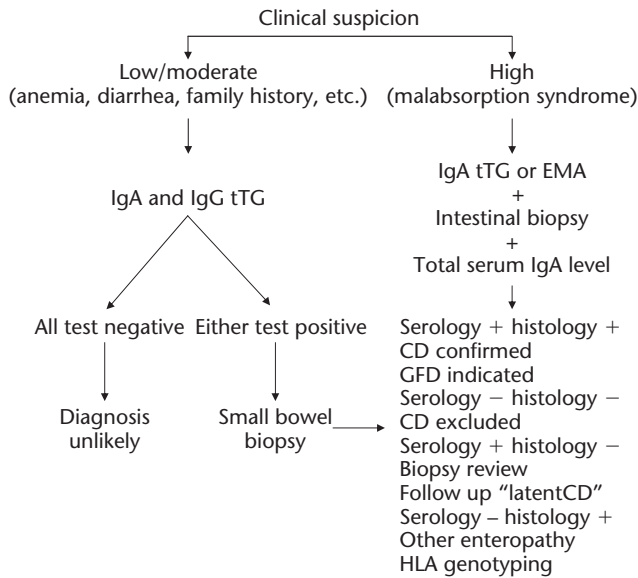 Clinical suspicion
Low/moderate
(anemia, diarrhea, family history, etc.)
High
(malabsorption syndrome)
IgA and IgG tTG
IgA tTG or EMA
+
Intestinal biopsy
+
Total serum IgA level
All test negative
Either test positive
Diagnosis
unlikely
Small bowel
biopsy
Serology + histology +
CD confirmed
GFD indicated
Serology − histology −
CD excluded
Serology + histology −
Biopsy review
Follow up “latentCD”
Serology – histology +
Other enteropathy
HLA genotyping